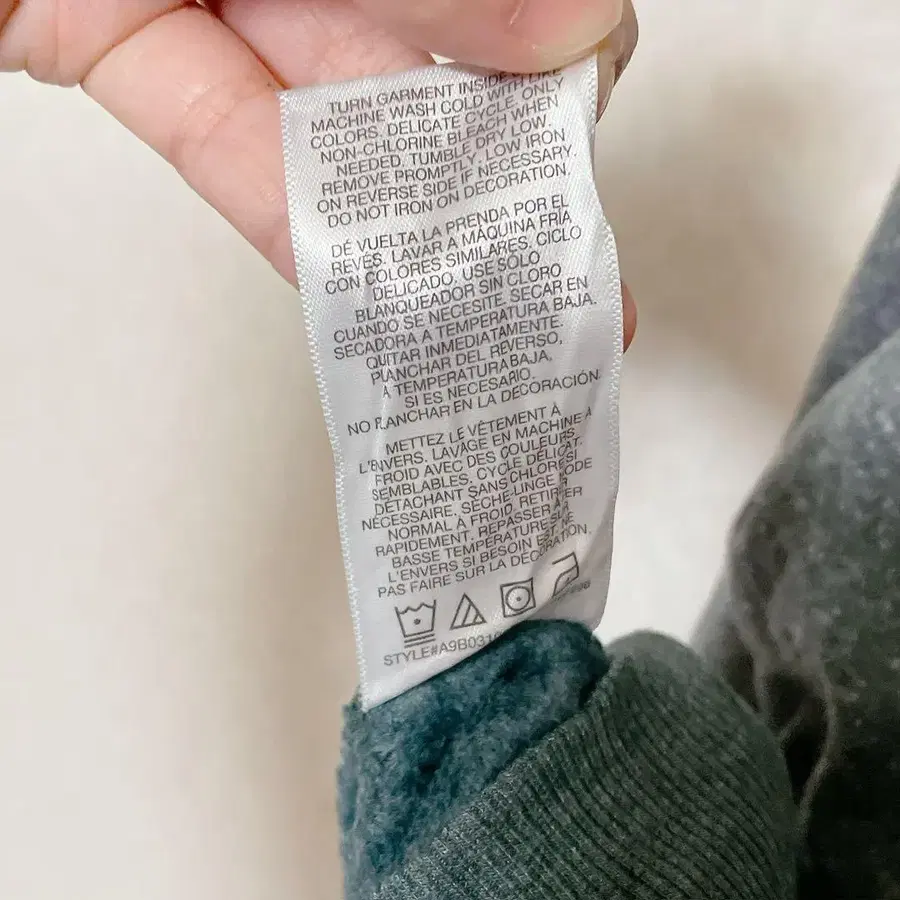 TURN GARMENT INSIDE LIKE
MACHINE WASH COLD WITH
COLORS. DELICATE CYCLE. ONLY
NON-CHLORINE BLEACH WHEN
NEEDED. TUMBLE DRY LOW.
REMOVE PROMPTLY. LOW IRON
ON REVERSE SIDE IF NECESSARY.
DO NOT IRON ON DECORATION.
DÉ VUELTA LA PRENDA POR EL
REVÉS. LAVAR A MÁQUINA FRÍA
CON COLORES SIMILARES. CICLO
DELICADO. USE SÓLO
BLANQUEADOR SIN CLORO
CUANDO SE NECESITE. SECAR EN
SECADORA A TEMPERATURA BAJA.
QUITAR INMEDIATAMENTE.
PLANCHAR DEL REVERSO,
A TEMPERATURA BAJA,
SI ES NECESARIO.
NO PLANCHAR EN LA DECORACIÓN.
METTEZ LE VÊTEMENT À
L'ENVERS. LAVAGE EN MACHINE À
FROID AVEC DES COULEURS
SEMBLABLES. CYCLE DÉLICAT.
DÉTACHANT SANS CHLORE SI
NÉCESSAIRE. SÈCHE-LINGE MODE
NORMAL À FROID. RETIRER
RAPIDEMENT. REPASSER À
BASSE TEMPÉRATURE SUR
L'ENVERS SI BESOIN EST. NE
PAS FAIRE SUR LA DÉCORATION.